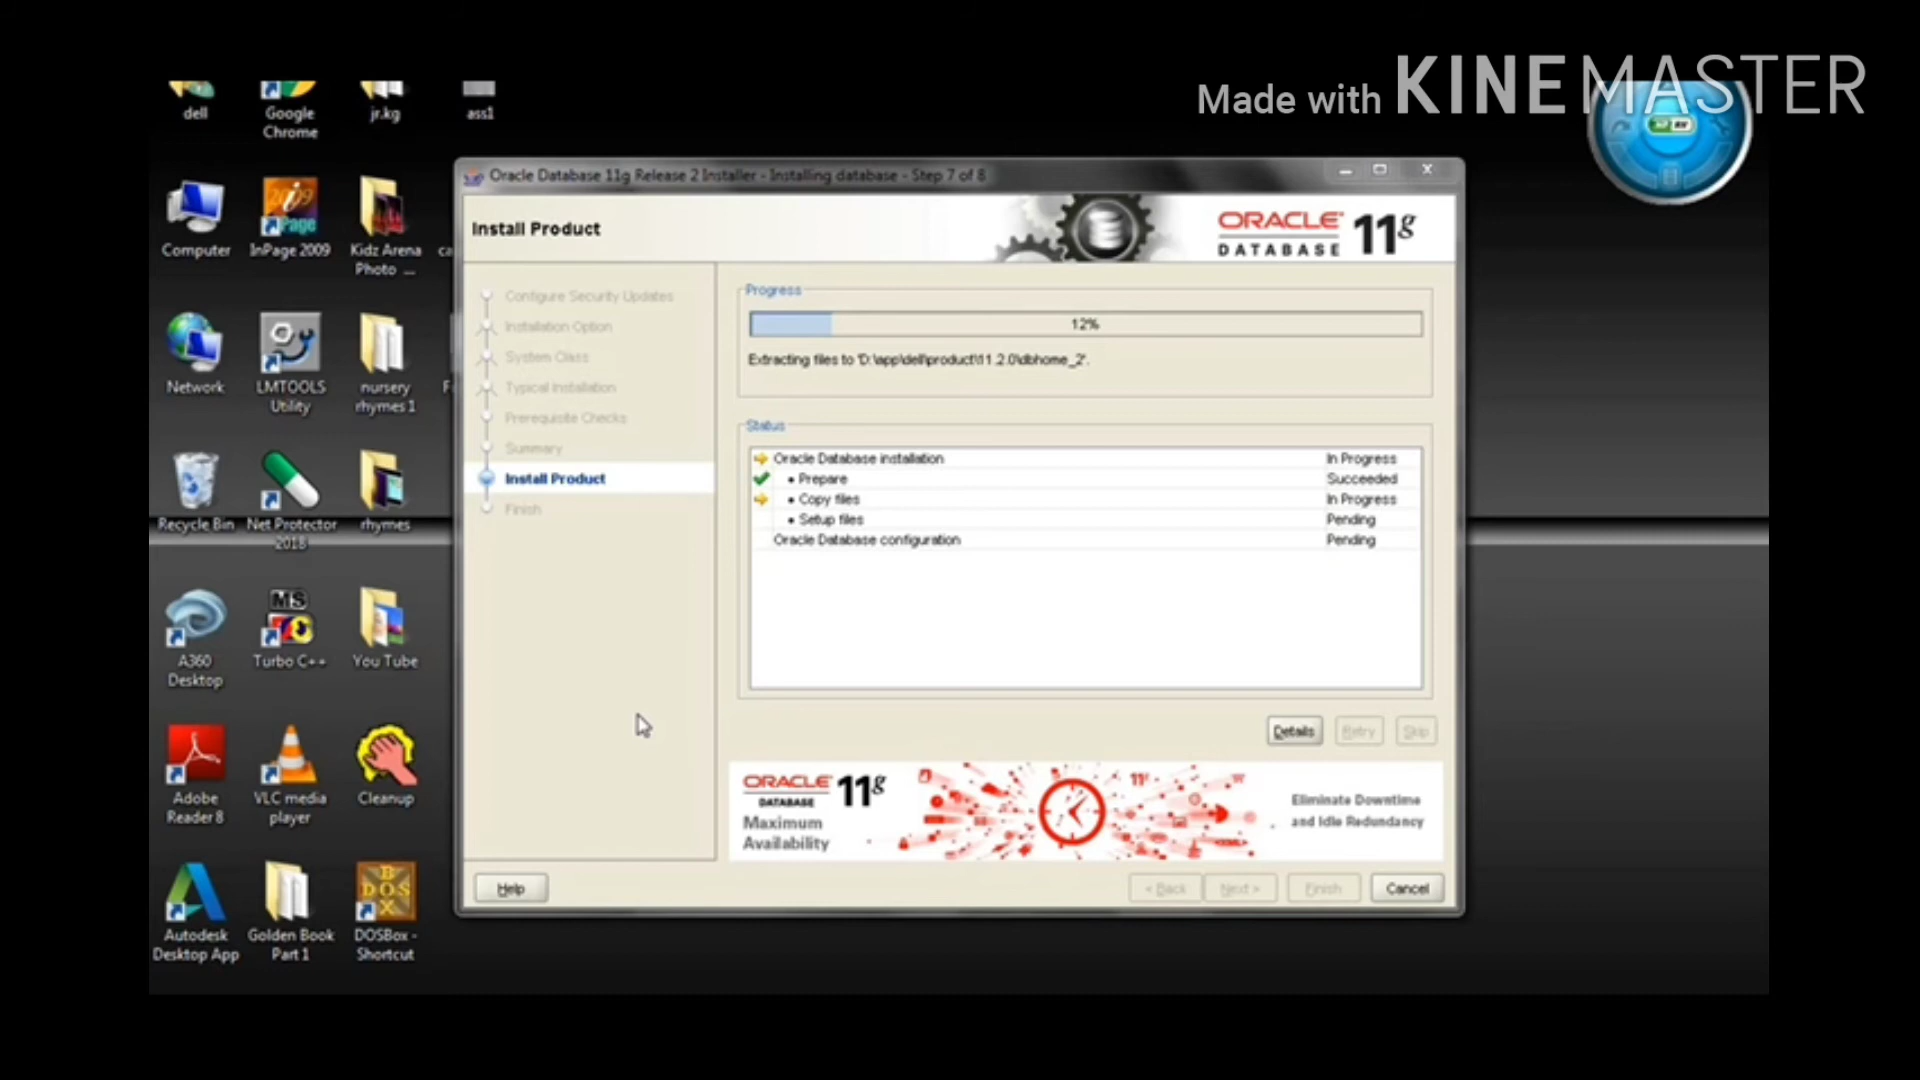 Made with KINEMASTER
dell
Google
Chrome
jr.kg
ass1
Computer
InPage 2009
Kidz Arena
Photo ...
ca
Network
LMTOOLS
Utility
nursery
rhymes 1
F
Recycle Bin
Net Protector
2018
rhymes
A360
Desktop
Turbo C++
You Tube
Adobe
Reader 8
VLC media
player
Cleanup
Autodesk
Desktop App
Golden Book
Part 1
DOSBox -
Shortcut
Oracle Database 11g Release 2 Installer - Installing database - Step 7 of 8
Install Product
ORACLE
DATABASE 11g
Configure Security Updates
Installation Option
System Class
Typical Installation
Prerequisite Checks
Summary
Install Product
Finish
Progress
12%
Extracting files to 'D:\app\dell\product\11.2.0\dbhome_2'.
Status
Oracle Database installation In Progress
• Prepare Succeeded
• Copy files In Progress
• Setup files Pending
Oracle Database configuration Pending
Details Retry Skip
ORACLE 11g
DATABASE
Maximum
Availability
Eliminate Downtime
and Idle Redundancy
Help < Back Next > Finish Cancel